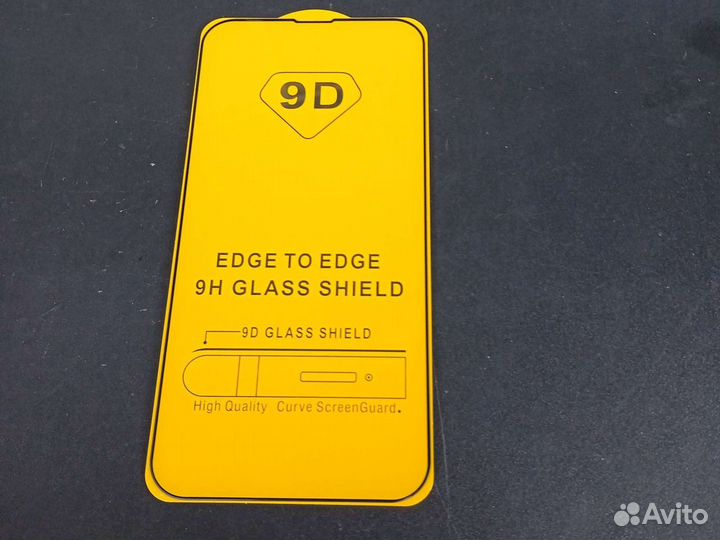 9D
EDGE TO EDGE
9H GLASS SHIELD
9D GLASS SHIELD
High Quality Curve ScreenGuard.
Avito